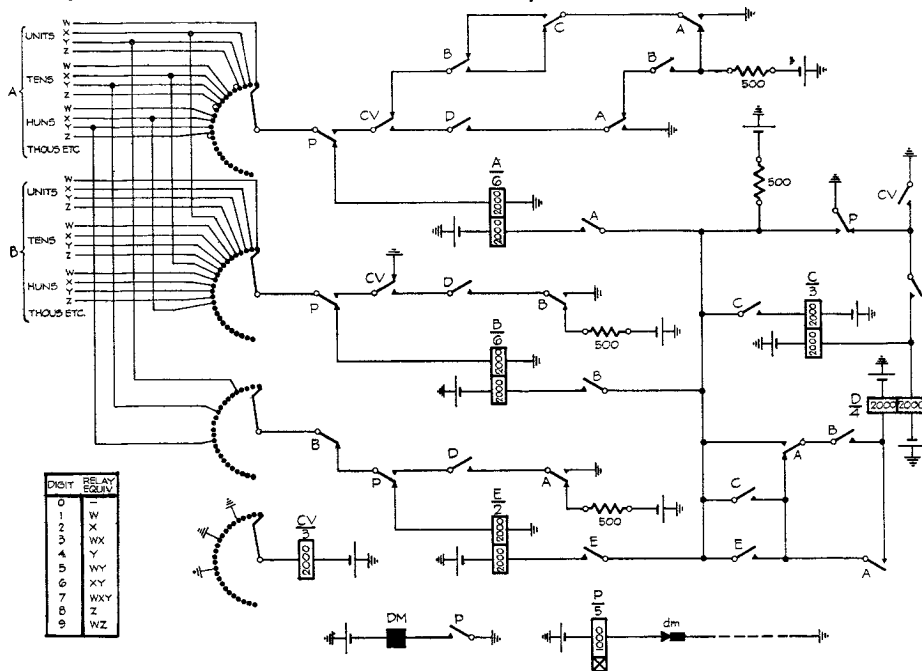 A
UNITS
W
X
Y
Z
TENS
W
X
Y
Z
HUNS
W
X
Y
Z
THOUS ETC
B
UNITS
W
X
Y
Z
TENS
W
X
Y
Z
HUNS
W
X
Y
Z
THOUS ETC.
B
C
A
B
500
CV
D
A
P
A
6
2000
2000
A
500
P
CV
CV
D
B
P
500
B
6
2000
2000
B
C
C
3
2000
2000
D
4
2000
2000
B
A
B
P
D
A
500
E
2
2000
2000
E
C
E
A
CV
3
2000
DIGIT RELAY EQUIV
0 –
1 W
2 X
3 WX
4 Y
5 WY
6 XY
7 WXY
8 Z
9 WZ
DM
P
P
5
1000
dm